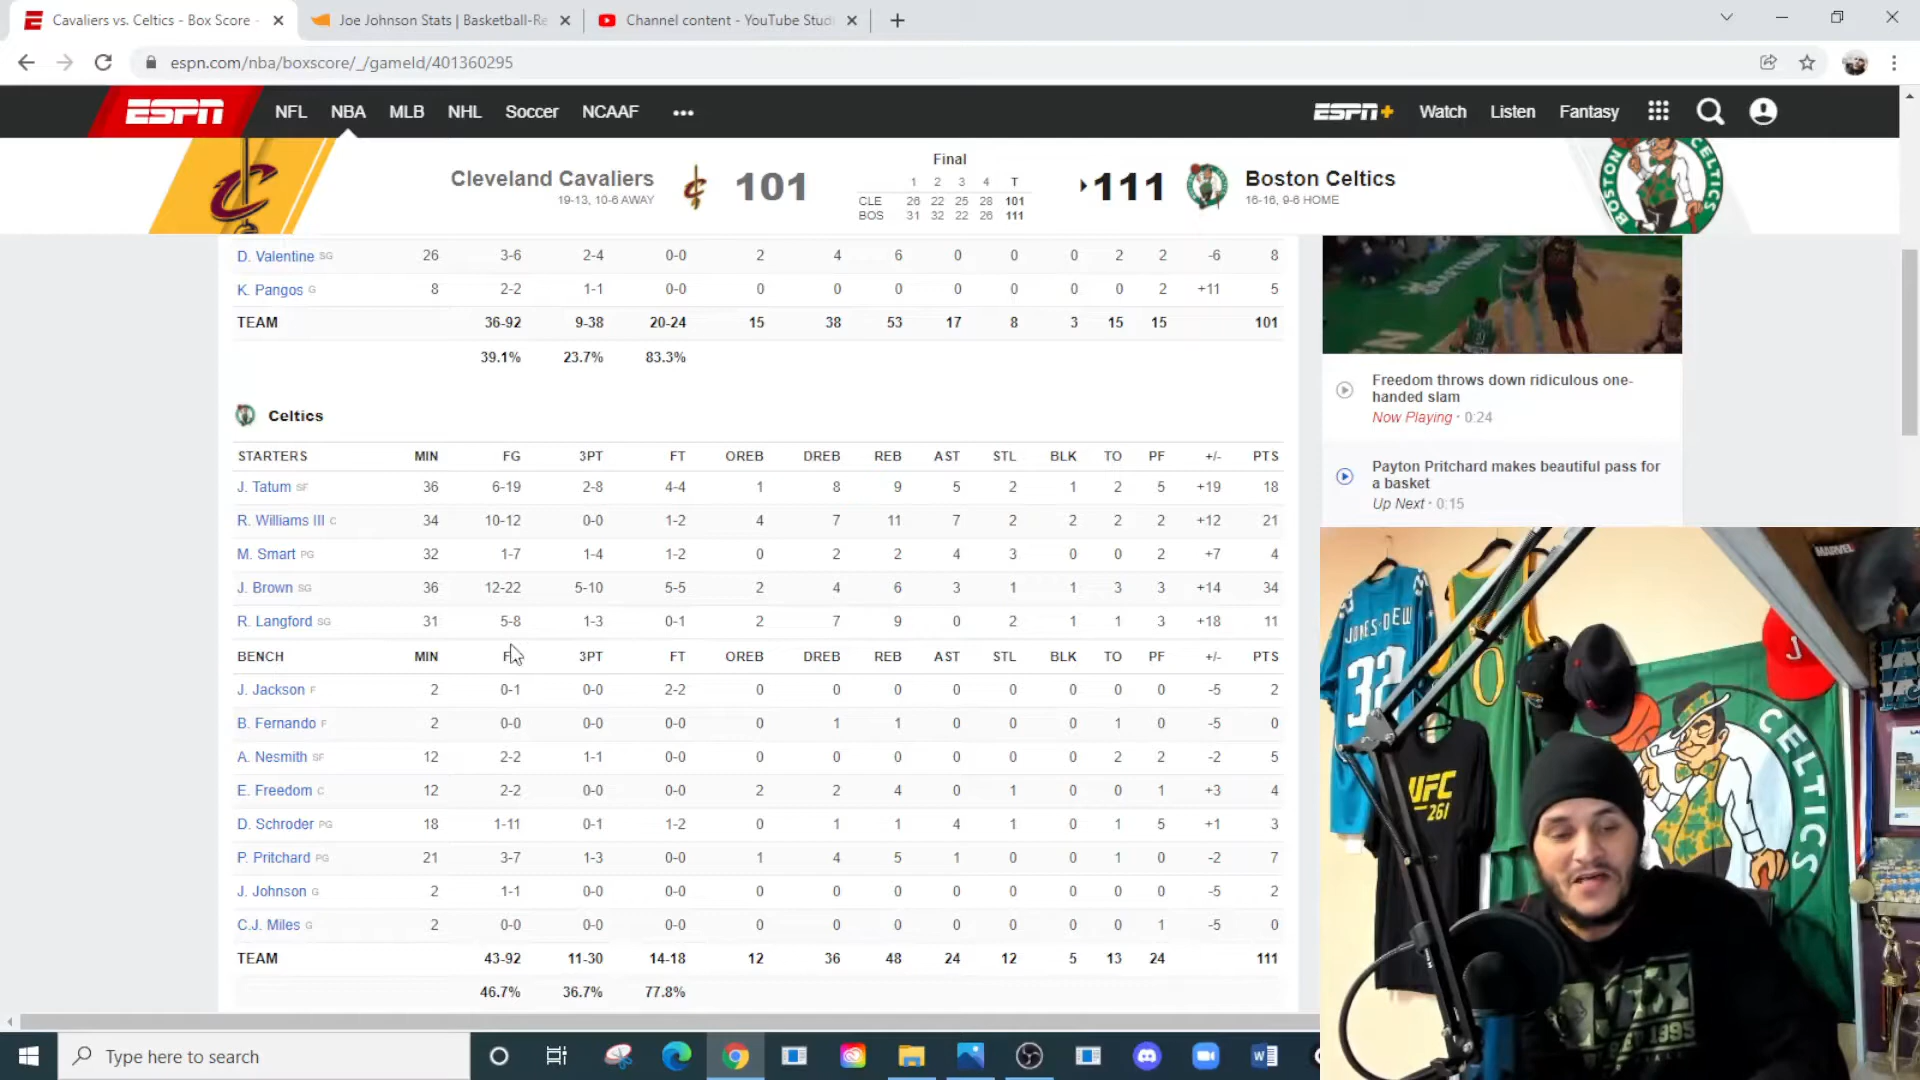 Cavaliers vs. Celtics - Box Score -
Joe Johnson Stats | Basketball-Re
Channel content - YouTube Studi
espn.com/nba/boxscore/_/gameId/401360295
ESPN NFL NBA MLB NHL Soccer NCAAF ESPN+ Watch Listen Fantasy
Cleveland Cavaliers
19-13, 10-6 AWAY
101
Final
1 2 3 4 T
CLE 26 22 25 28 101
BOS 31 32 22 26 111
111
Boston Celtics
16-16, 9-6 HOME
BOSTON CELTICS
D. Valentine SG 26 3-6 2-4 0-0 2 4 6 0 0 0 2 2 -6 8
K. Pangos G 8 2-2 1-1 0-0 0 0 0 0 0 0 0 2 +11 5
TEAM 36-92 9-38 20-24 15 38 53 17 8 3 15 15 101
39.1% 23.7% 83.3%
Celtics
STARTERS MIN FG 3PT FT OREB DREB REB AST STL BLK TO PF +/- PTS
J. Tatum SF 36 6-19 2-8 4-4 1 8 9 5 2 1 2 5 +19 18
R. Williams III C 34 10-12 0-0 1-2 4 7 11 7 2 2 2 2 +12 21
M. Smart PG 32 1-7 1-4 1-2 0 2 2 4 3 0 0 2 +7 4
J. Brown SG 36 12-22 5-10 5-5 2 4 6 3 1 1 3 3 +14 34
R. Langford SG 31 5-8 1-3 0-1 2 7 9 0 2 1 1 3 +18 11
BENCH MIN F 3PT FT OREB DREB REB AST STL BLK TO PF +/- PTS
J. Jackson F 2 0-1 0-0 2-2 0 0 0 0 0 0 0 0 -5 2
B. Fernando F 2 0-0 0-0 0-0 0 1 1 0 0 0 1 0 -5 0
A. Nesmith SF 12 2-2 1-1 0-0 0 0 0 0 0 0 2 2 -2 5
E. Freedom C 12 2-2 0-0 0-0 2 2 4 0 1 0 0 1 +3 4
D. Schroder PG 18 1-11 0-1 1-2 0 1 1 4 1 0 1 5 +1 3
P. Pritchard PG 21 3-7 1-3 0-0 1 4 5 1 0 0 1 0 -2 7
J. Johnson G 2 1-1 0-0 0-0 0 0 0 0 0 0 0 0 -5 2
C.J. Miles G 2 0-0 0-0 0-0 0 0 0 0 0 0 0 1 -5 0
TEAM 43-92 11-30 14-18 12 36 48 24 12 5 13 24 111
46.7% 36.7% 77.8%
Freedom throws down ridiculous one-
handed slam
Now Playing · 0:24
Payton Pritchard makes beautiful pass for
a basket
Up Next · 0:15
MARVEL
JONES-DEW
32
O
J
CELTICS
UFC
261
1995
Type here to search